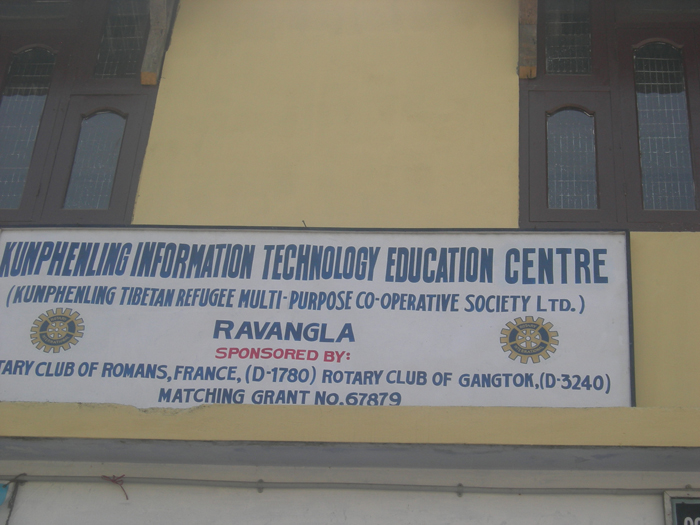 KUNPHENLING INFORMATION TECHNOLOGY EDUCATION CENTRE
(KUNPHENLING TIBETAN REFUGEE MULTI-PURPOSE CO-OPERATIVE SOCIETY LTD.)
RAVANGLA
SPONSORED BY:
TARY CLUB OF ROMANS, FRANCE, (D-1780) ROTARY CLUB OF GANGTOK, (D-3240)
MATCHING GRANT NO. 67879